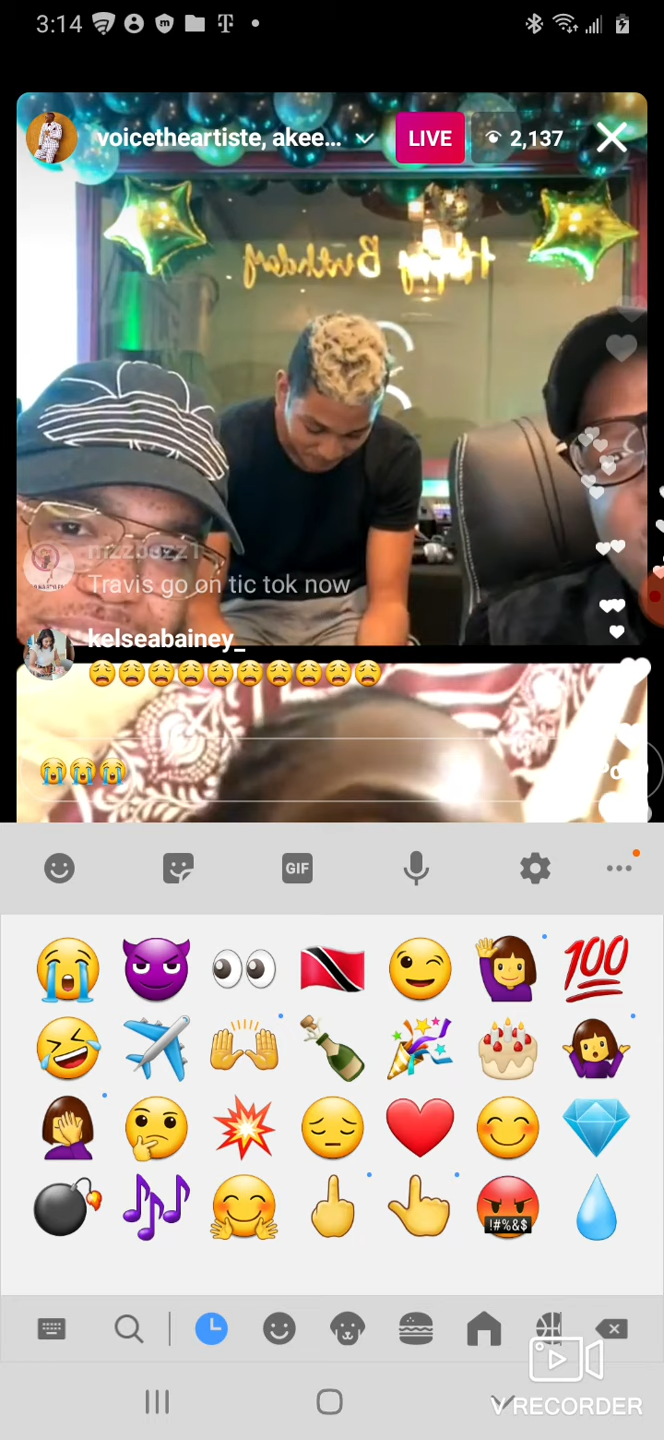 3:14
voicetheartiste, akee...
LIVE
2,137
Happy Birthday
mzzbuzz1
Travis go on tic tok now
kelseabainey_
GIF
100
!#%&$
V RECORDER